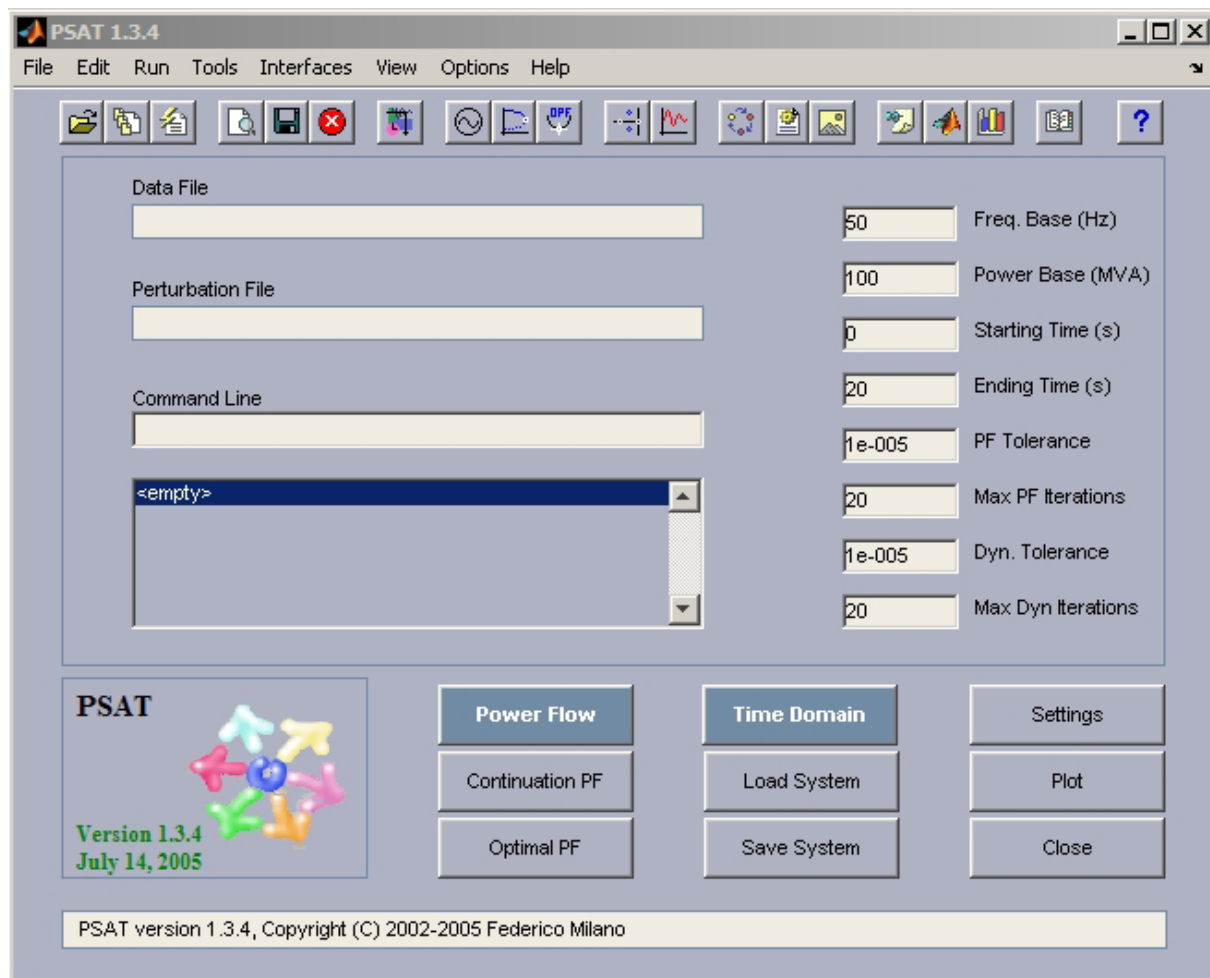 PSAT 1.3.4
File Edit Run Tools Interfaces View Options Help
OPF
?
Data File
50 Freq. Base (Hz)
Perturbation File
100 Power Base (MVA)
0 Starting Time (s)
Command Line
20 Ending Time (s)
1e-005 PF Tolerance
<empty>
20 Max PF Iterations
1e-005 Dyn. Tolerance
20 Max Dyn Iterations
PSAT
Version 1.3.4
July 14, 2005
Power Flow Time Domain Settings
Continuation PF Load System Plot
Optimal PF Save System Close
PSAT version 1.3.4, Copyright (C) 2002-2005 Federico Milano